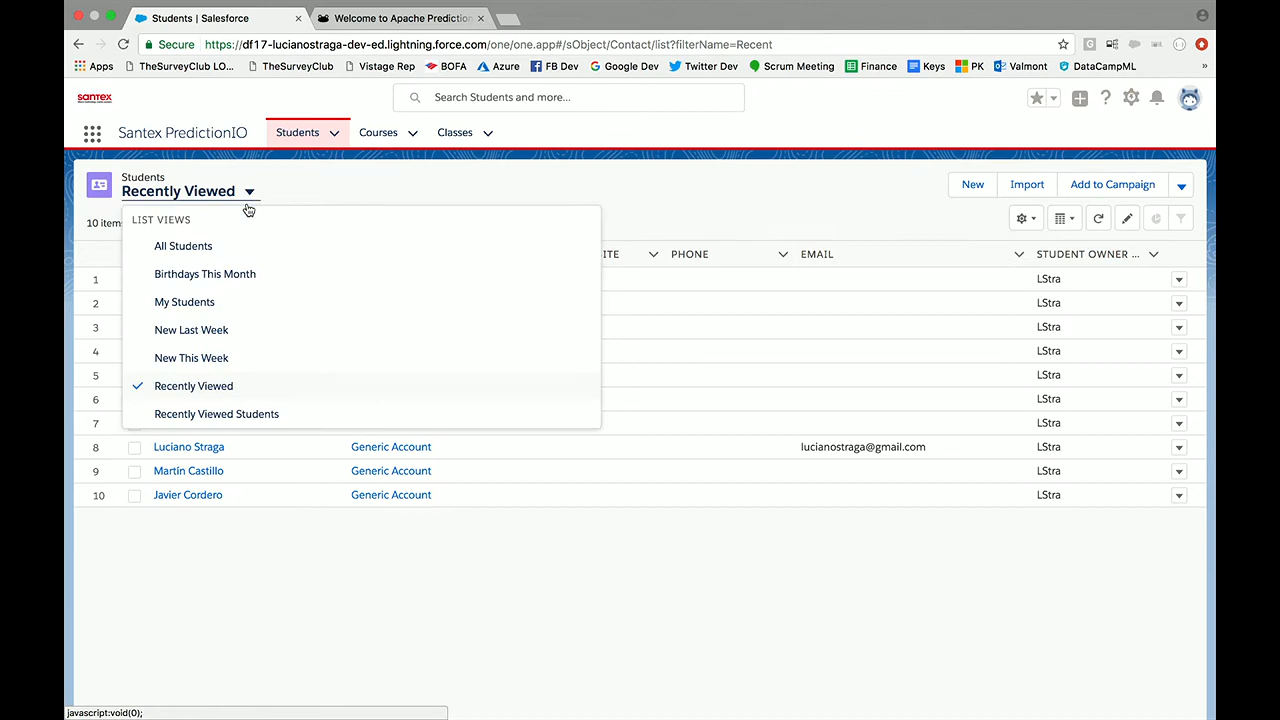 Students | Salesforce
Welcome to Apache Prediction
Secure
https://df17-lucianostraga-dev-ed.lightning.force.com/one/one.app#/sObject/Contact/list?filterName=Recent
Apps
TheSurveyClub LO...
TheSurveyClub
Vistage Rep
BOFA
Azure
FB Dev
Google Dev
Twitter Dev
Scrum Meeting
Finance
Keys
PK
Valmont
DataCampML
»
santex
Search Students and more...
Santex PredictionIO
Students
Courses
Classes
Students
Recently Viewed
New
Import
Add to Campaign
10 item
LIST VIEWS
All Students
Birthdays This Month
My Students
New Last Week
New This Week
Recently Viewed
Recently Viewed Students
ITE
PHONE
EMAIL
STUDENT OWNER ...
1
LStra
2
LStra
3
LStra
4
LStra
5
LStra
6
LStra
7
LStra
8
Luciano Straga
Generic Account
lucianostraga@gmail.com
LStra
9
Martín Castillo
Generic Account
LStra
10
Javier Cordero
Generic Account
LStra
javascript:void(0);